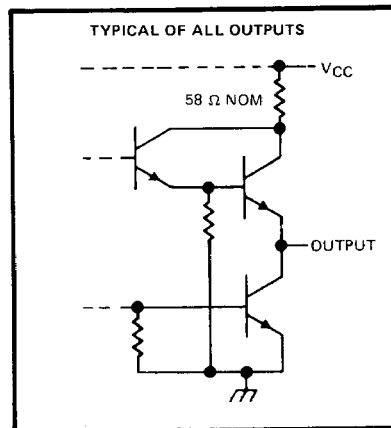 TYPICAL OF ALL OUTPUTS
VCC
58 Ω NOM
OUTPUT